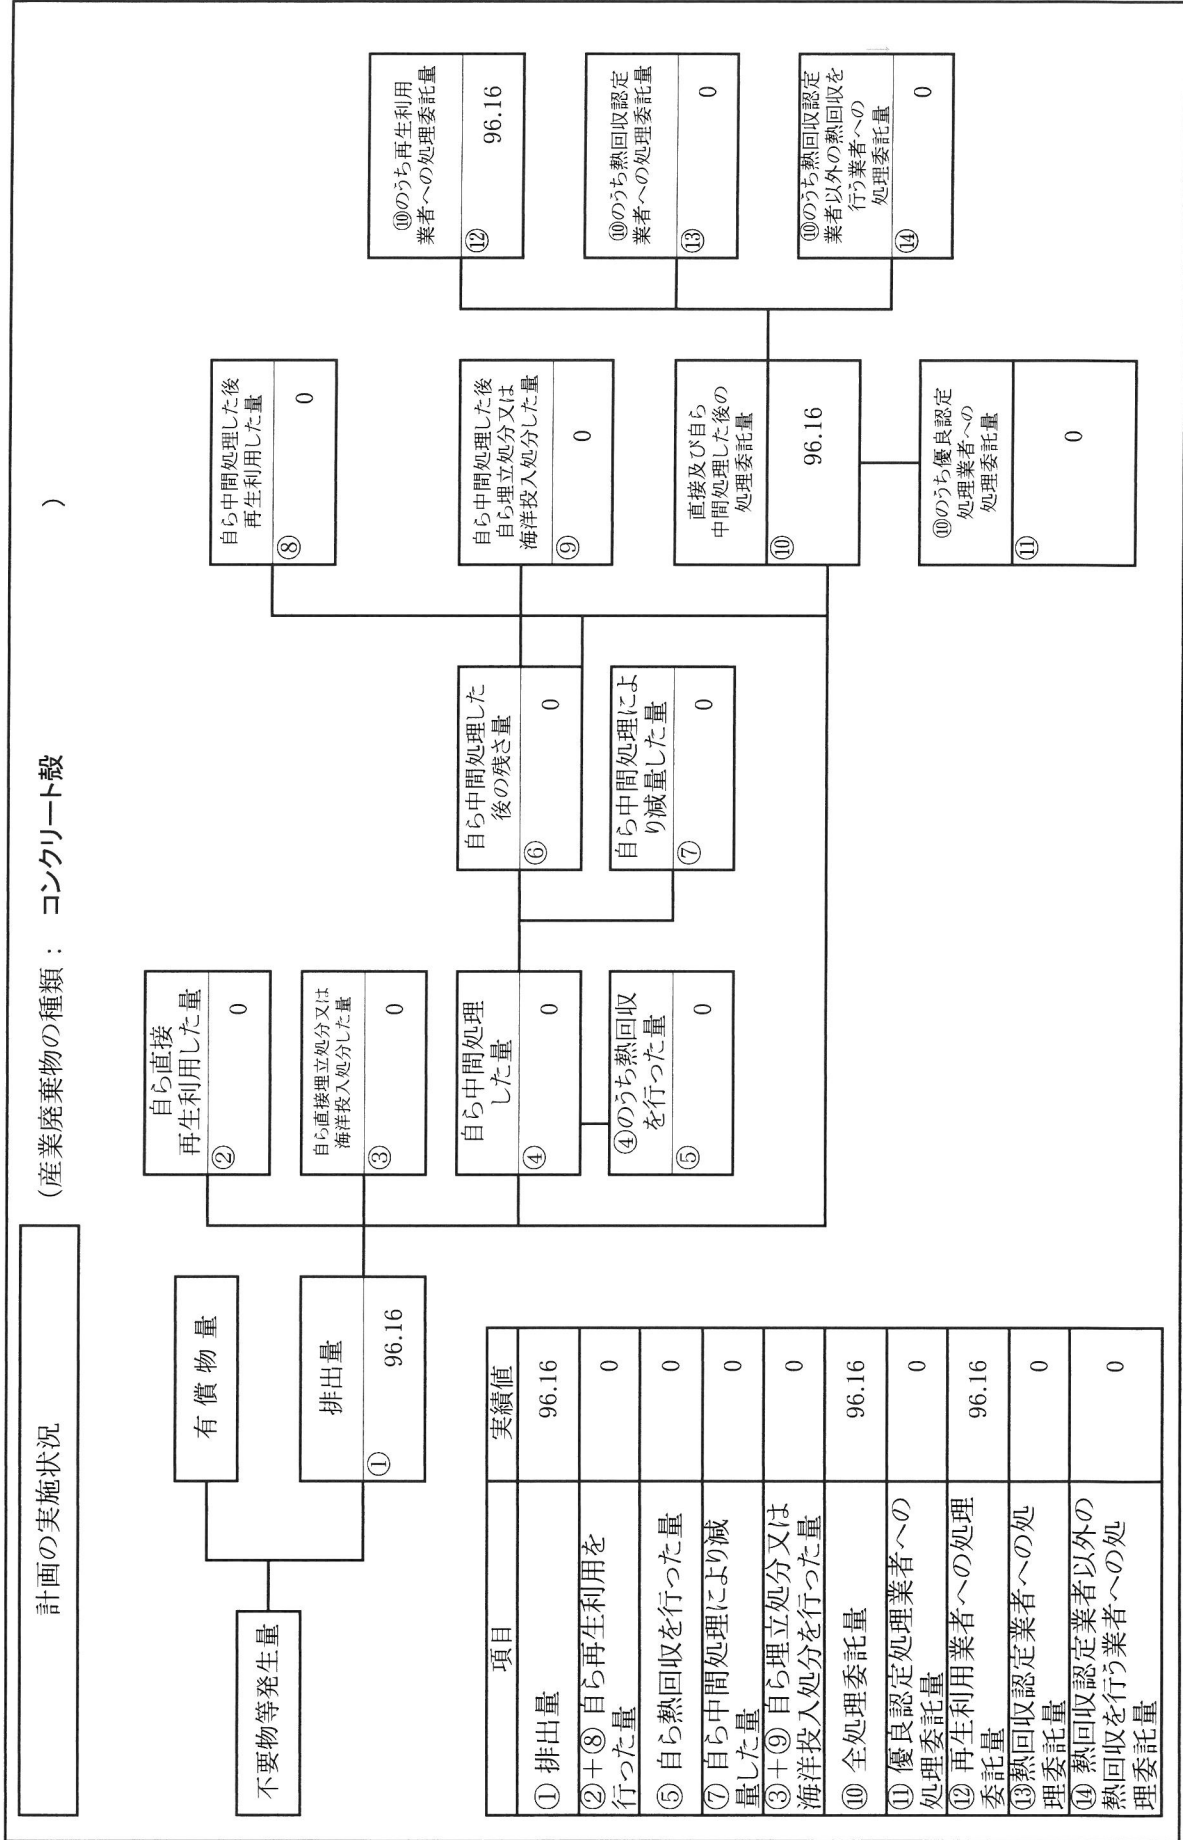 計画の実施状況
(産業廃棄物の種類： コンクリート殻 )
不要物等発生量
有 償 物 量
排出量
① 96.16
自ら直接
再生利用した量
② 0
自ら直接埋立処分又は
海洋投入処分した量
③ 0
自ら中間処理
した量
④ 0
④のうち熱回収
を行った量
⑤ 0
自ら中間処理した
後の残さ量
⑥ 0
自ら中間処理によ
り減量した量
⑦ 0
自ら中間処理した後
再生利用した量
⑧ 0
自ら中間処理した後
自ら埋立処分又は
海洋投入処分した量
⑨ 0
直接及び自ら
中間処理した後の
処理委託量
⑩ 96.16
⑩のうち優良認定
処理業者への
処理委託量
⑪ 0
⑩のうち再生利用
業者への処理委託量
⑫ 96.16
⑩のうち熱回収認定
業者への処理委託量
⑬ 0
⑩のうち熱回収認定
業者以外の熱回収を
行う業者への
処理委託量
⑭ 0
項目 実績値
① 排出量 96.16
②+⑧ 自ら再生利用を
行った量 0
⑤ 自ら熱回収を行った量 0
⑦ 自ら中間処理により減
量した量 0
③+⑨ 自ら埋立処分又は
海洋投入処分を行った量 0
⑩ 全処理委託量 96.16
⑪ 優良認定処理業者への
処理委託量 0
⑫ 再生利用業者への処理
委託量 96.16
⑬熱回収認定業者への処
理委託量 0
⑭ 熱回収認定業者以外の
熱回収を行う業者への処
理委託量 0